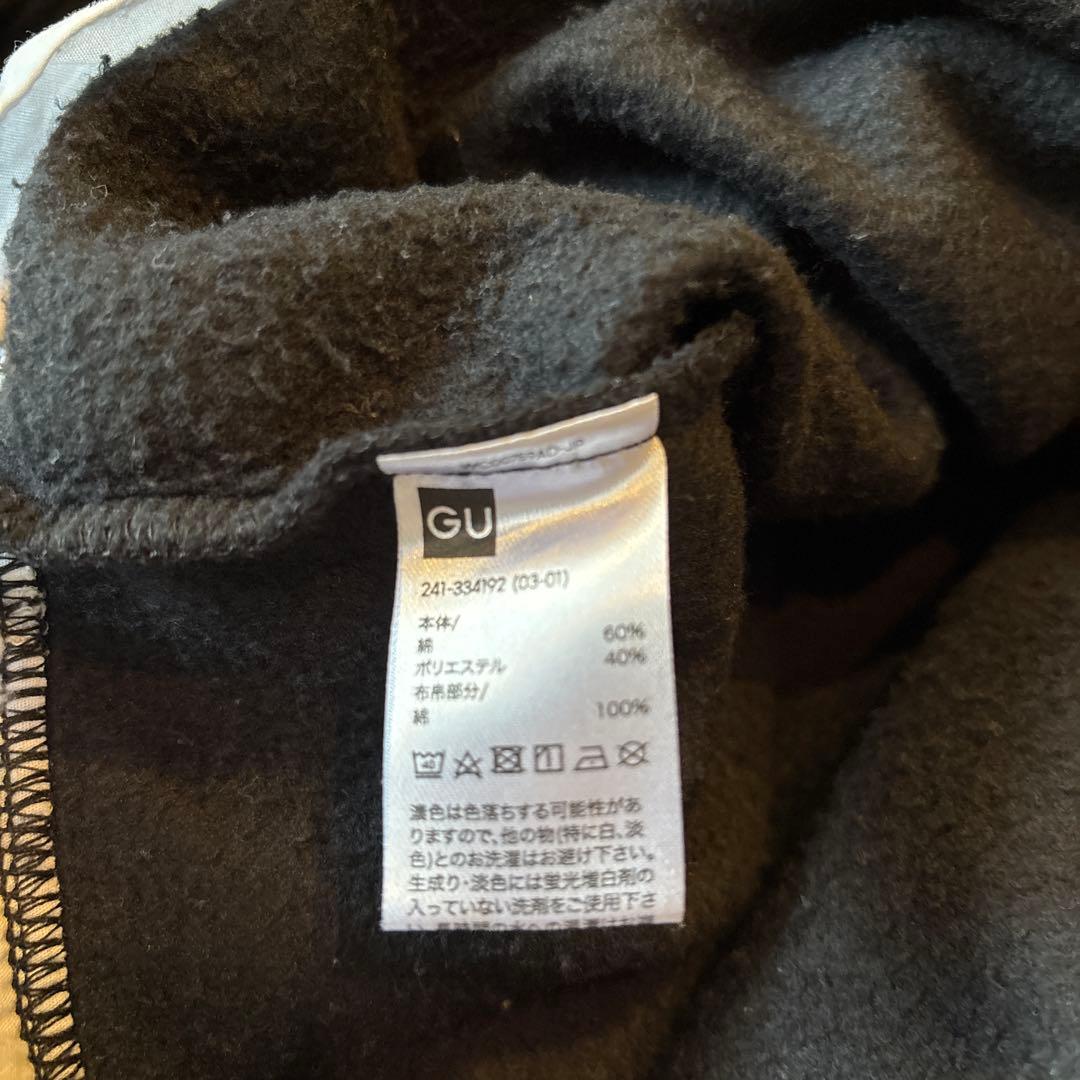 GU
241-334192 (03-01)
本体/
綿 60%
ポリエステル 40%
布帛部分/
綿 100%
40
濃色は色落ちする可能性があ
りますので、他の物(特に白、淡
色)とのお洗濯はお避け下さい。
生成り・淡色には蛍光増白剤の
入っていない洗剤をご使用下さ